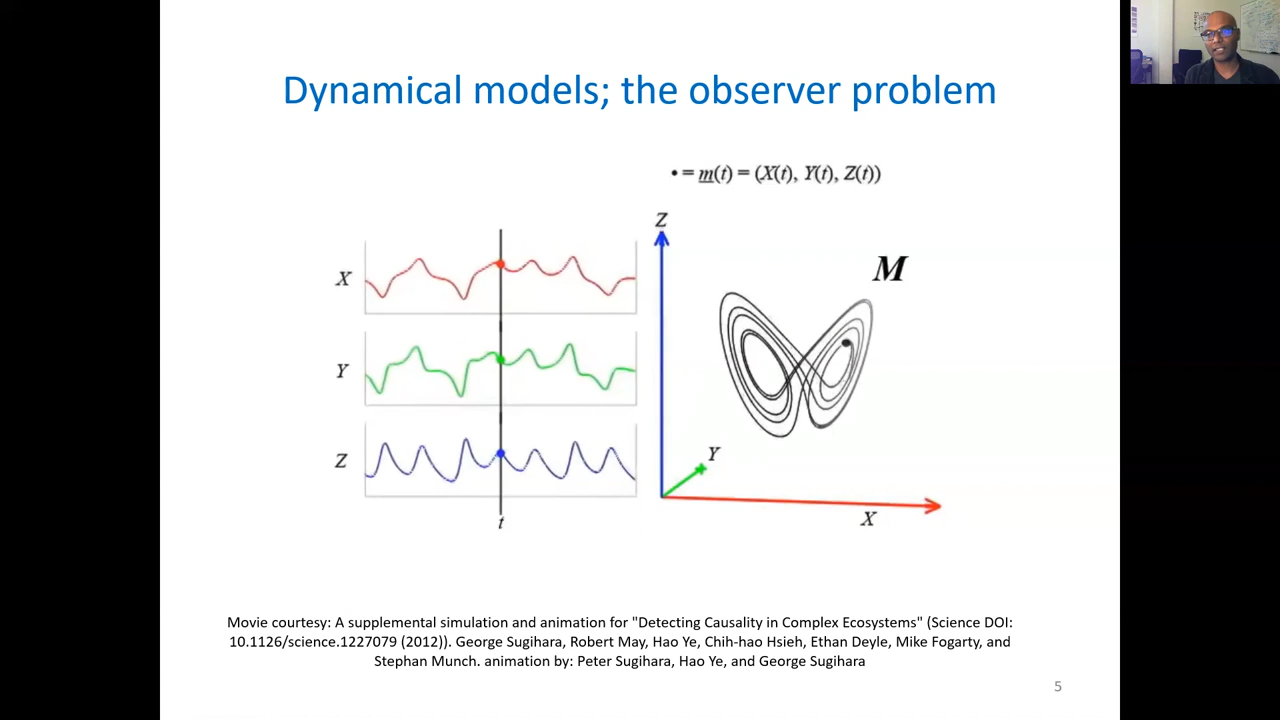 Dynamical models; the observer problem
• = m(t) = (X(t), Y(t), Z(t))
Z
M
X
Y
Y
Z
X
t
Movie courtesy: A supplemental simulation and animation for "Detecting Causality in Complex Ecosystems" (Science DOI:
10.1126/science.1227079 (2012)). George Sugihara, Robert May, Hao Ye, Chih-hao Hsieh, Ethan Deyle, Mike Fogarty, and
Stephan Munch. animation by: Peter Sugihara, Hao Ye, and George Sugihara
5